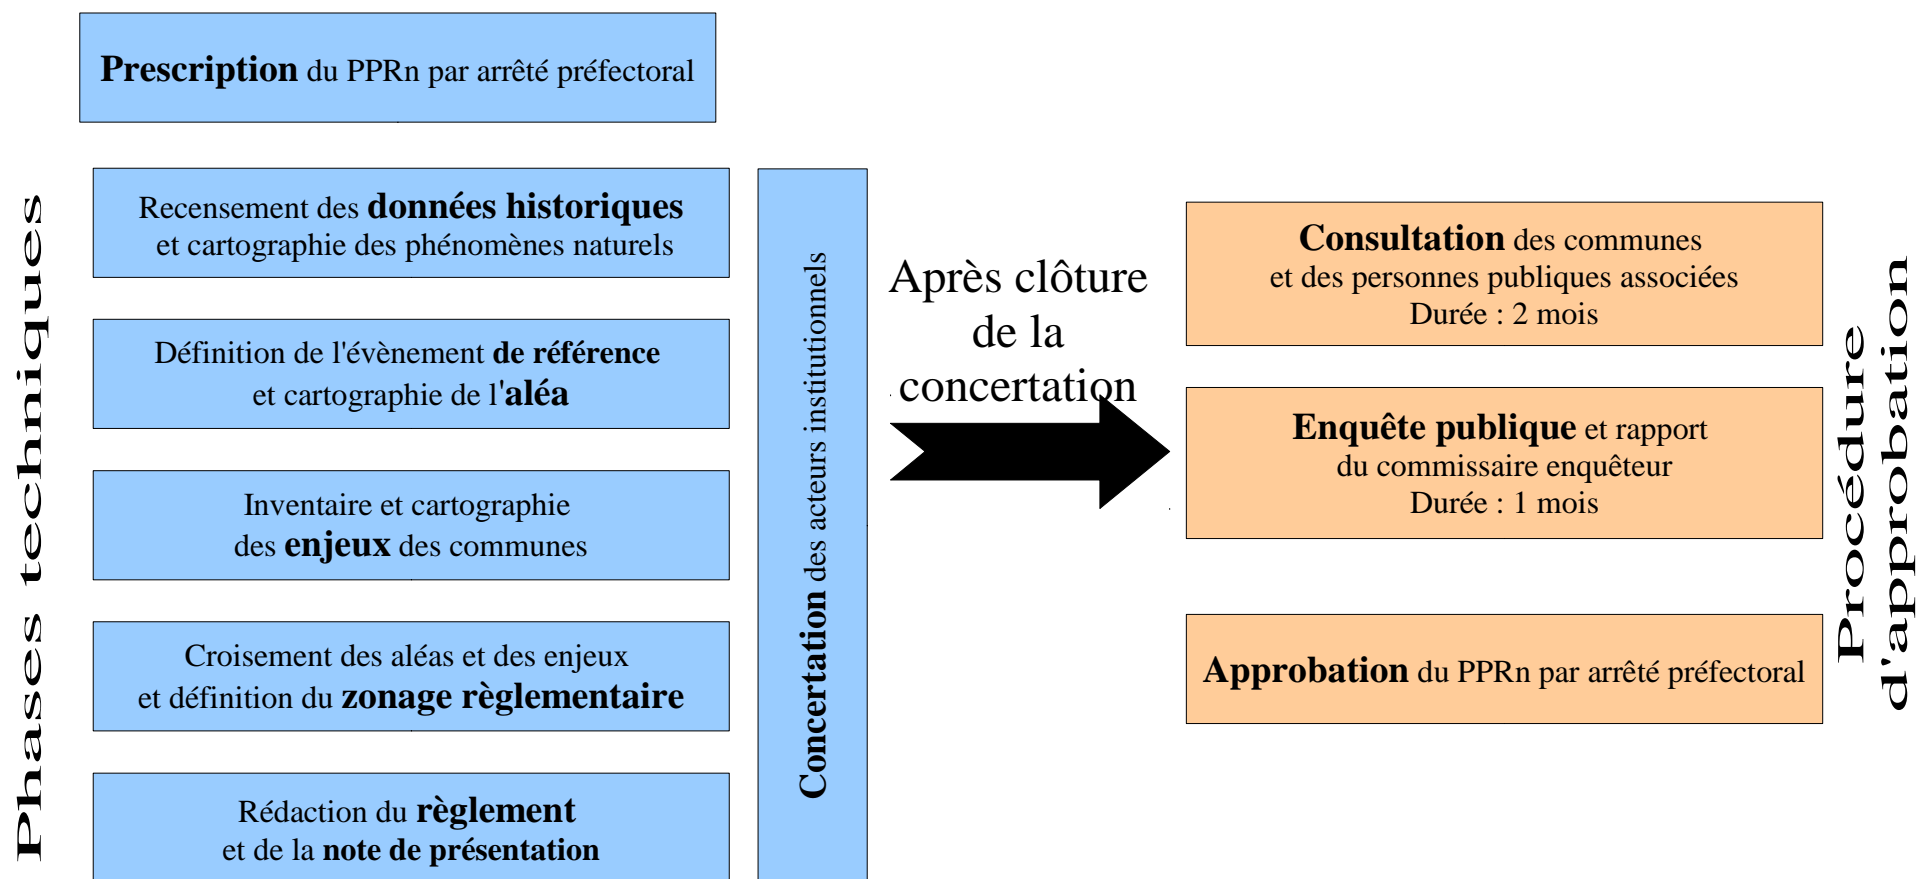 Prescription du PPRn par arrêté préfectoral
Phases techniques
Recensement des données historiques
et cartographie des phénomènes naturels
Définition de l'évènement de référence
et cartographie de l'aléa
Inventaire et cartographie
des enjeux des communes
Croisement des aléas et des enjeux
et définition du zonage règlementaire
Rédaction du règlement
et de la note de présentation
Concertation des acteurs institutionnels
Après clôture
de la
concertation
Consultation des communes
et des personnes publiques associées
Durée : 2 mois
Enquête publique et rapport
du commissaire enquêteur
Durée : 1 mois
Approbation du PPRn par arrêté préfectoral
Procédure
d'approbation